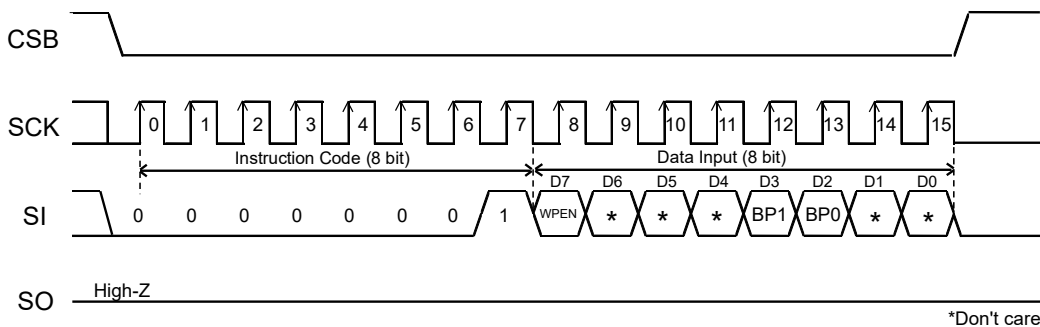 CSB
SCK 0 1 2 3 4 5 6 7 8 9 10 11 12 13 14 15
Instruction Code (8 bit) Data Input (8 bit)
D7 D6 D5 D4 D3 D2 D1 D0
SI 0 0 0 0 0 0 0 1 WPEN * * * BP1 BP0 * *
SO High-Z
*Don't care